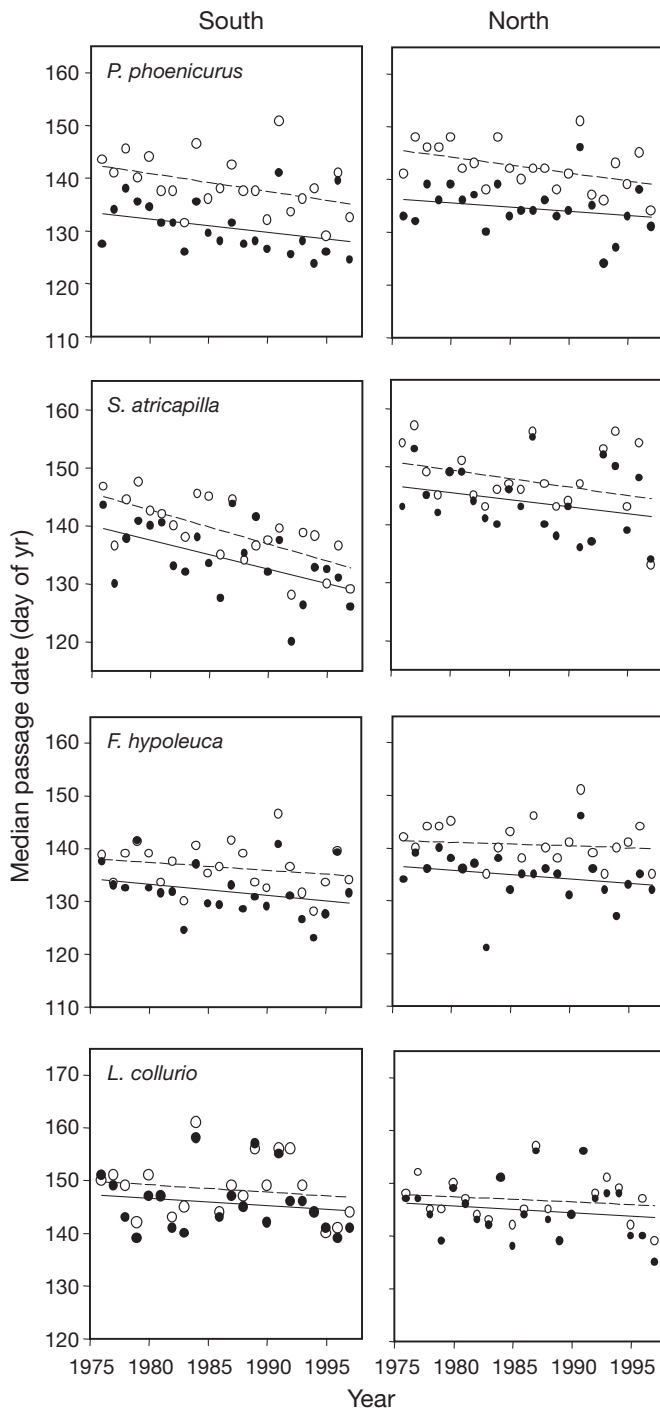 South
North
P. phoenicurus
160
150
140
130
120
110
S. atricapilla
160
150
140
130
120
F. hypoleuca
160
150
140
130
120
110
L. collurio
170
160
150
140
130
120
1975 1980 1985 1990 1995
1975 1980 1985 1990 1995
Median passage date (day of yr)
Year